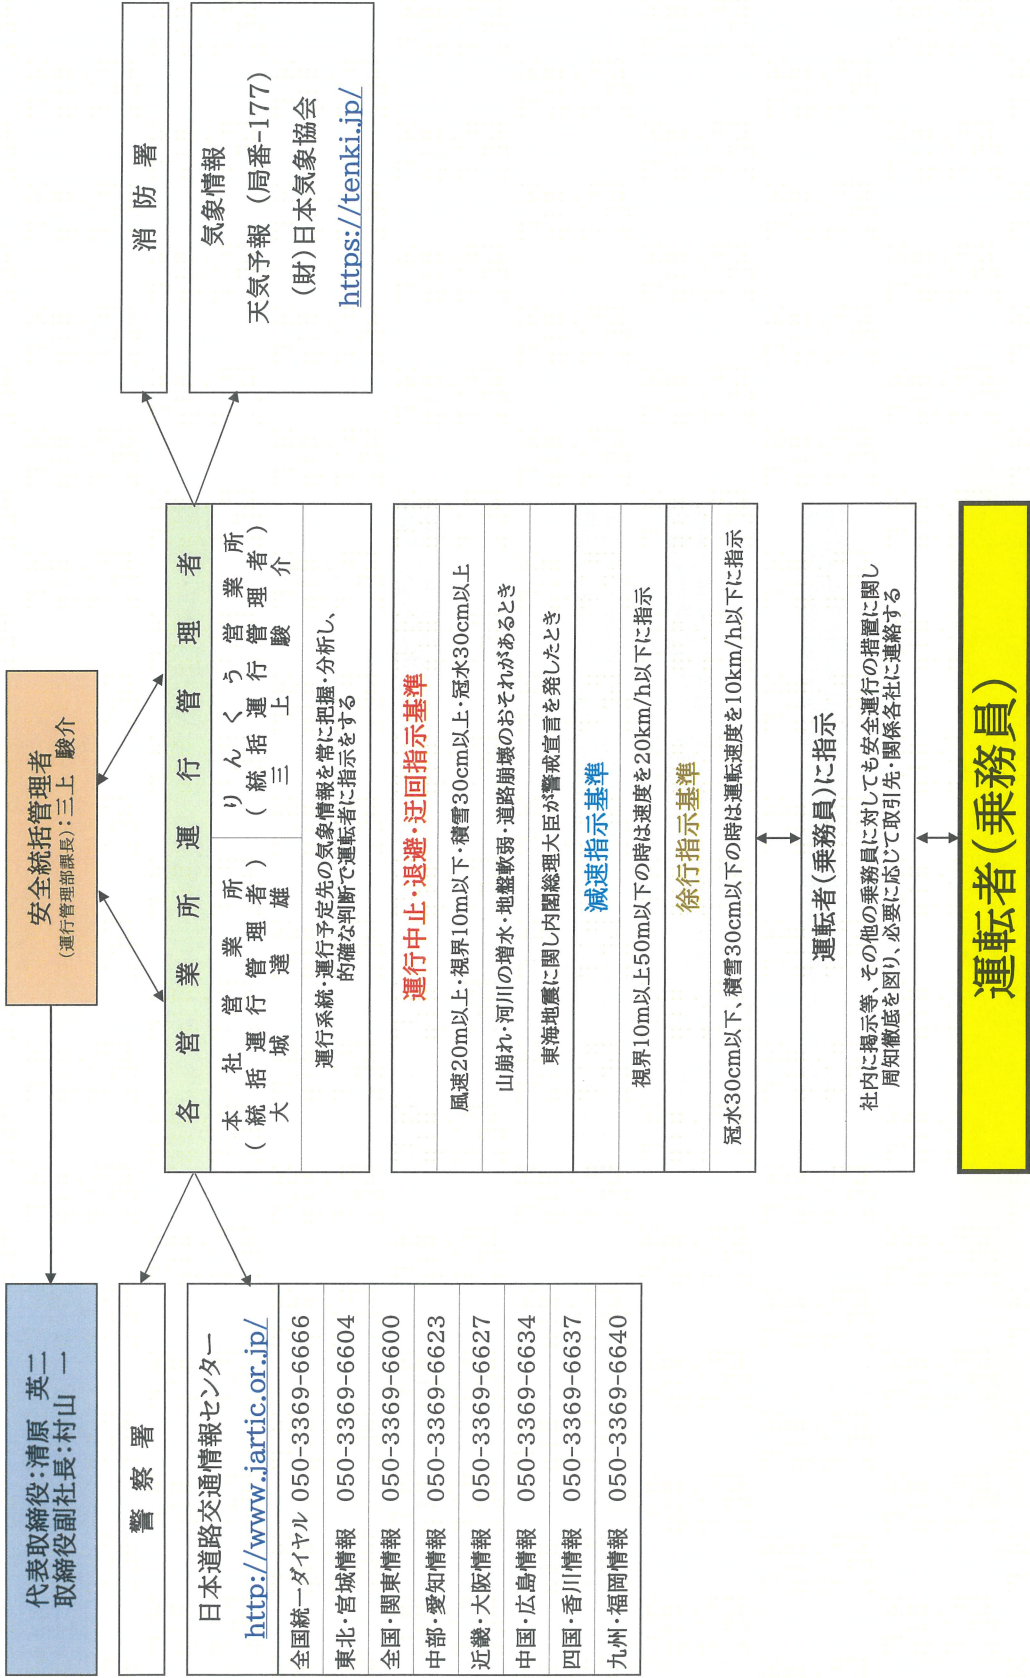 代表取締役：清原　英二
取締役副社長：村山　一
安全統括管理者
（運行管理部課長）：三上　駿介
警察署
日本道路交通情報センター
http://www.jartic.or.jp/
全国統一ダイヤル 050-3369-6666
東北・宮城情報 050-3369-6604
全国・関東情報 050-3369-6600
中部・愛知情報 050-3369-6623
近畿・大阪情報 050-3369-6627
中国・広島情報 050-3369-6634
四国・香川情報 050-3369-6637
九州・福岡情報 050-3369-6640
各営業所運行管理者
本社営業所
（統括運行管理者）
大城達雄
りんくう営業所
（統括運行管理者）
三上駿介
運行系統・運行予定先の気象情報を常に把握・分析し、
的確な判断で運転者に指示をする
消防署
気象情報
天気予報（局番-177）
（財）日本気象協会
https://tenki.jp/
運行中止・退避・迂回指示基準
風速20m以上・視界10m以下・積雪30cm以上・冠水30cm以上
山崩れ・河川の増水・地盤軟弱・道路崩壊のおそれがあるとき
東海地震に関し内閣総理大臣が警戒宣言を発したとき
減速指示基準
視界10m以上50m以下の時は速度を20km/h以下に指示
徐行指示基準
冠水30cm以下、積雪30cm以下の時は運転速度を10km/h以下に指示
運転者（乗務員）に指示
社内に掲示等、その他の乗務員に対しても安全運行の措置に関し
周知徹底を図り、必要に応じて取引先・関係各社に連絡する
運転者（乗務員）